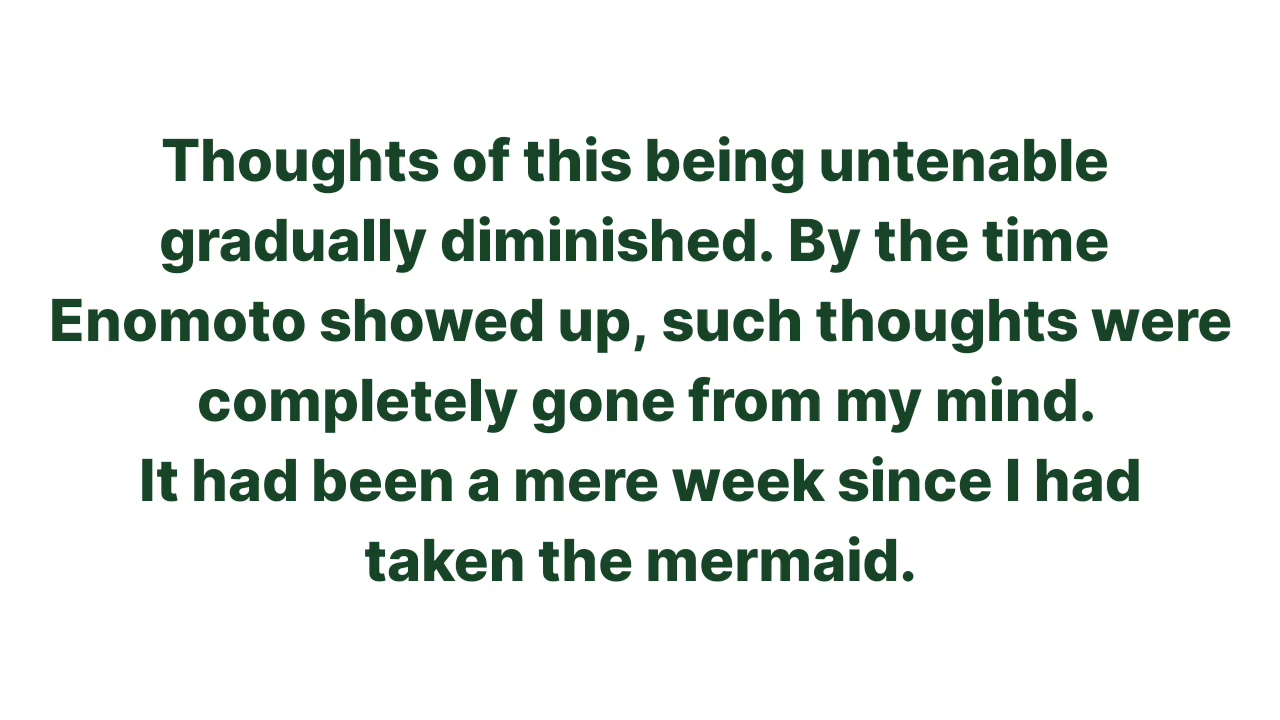 Thoughts of this being untenable
gradually diminished. By the time
Enomoto showed up, such thoughts were
completely gone from my mind.
It had been a mere week since I had
taken the mermaid.